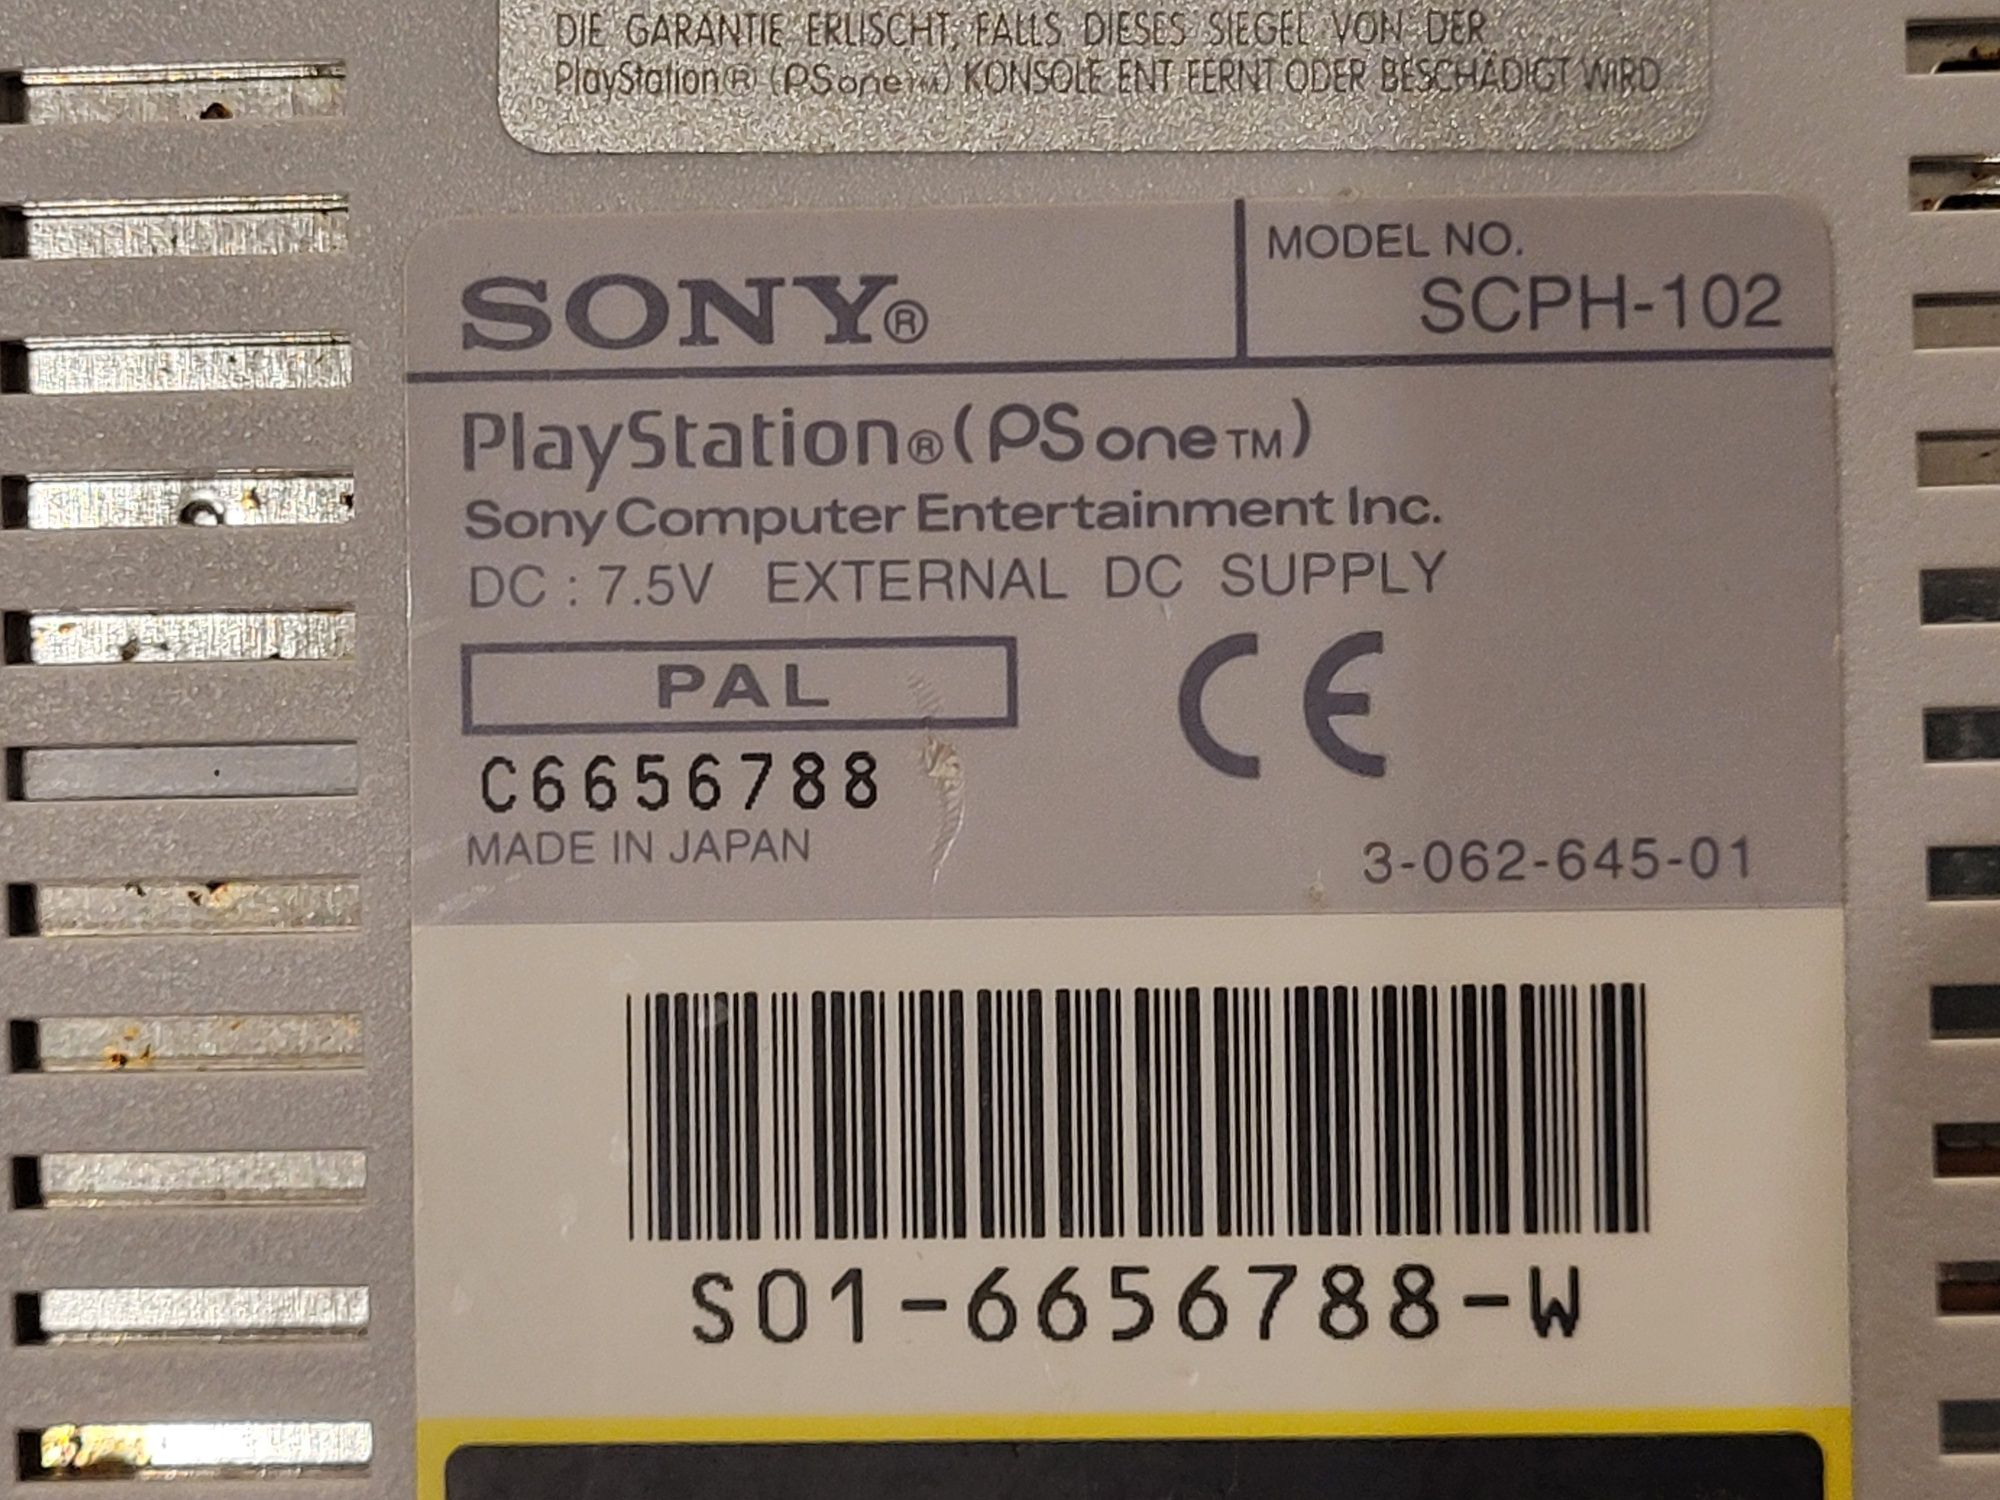 DIE GARANTIE ERLISCHT, FALLS DIESES SIEGEL VON DER
PlayStation® (PSone™) KONSOLE ENT FERNT ODER BESCHÄDIGT WIRD
SONY®
MODEL NO.
SCPH-102
PlayStation® (PSone™)
Sony Computer Entertainment Inc.
DC : 7.5V EXTERNAL DC SUPPLY
PAL
CE
C6656788
MADE IN JAPAN
3-062-645-01
S01-6656788-W